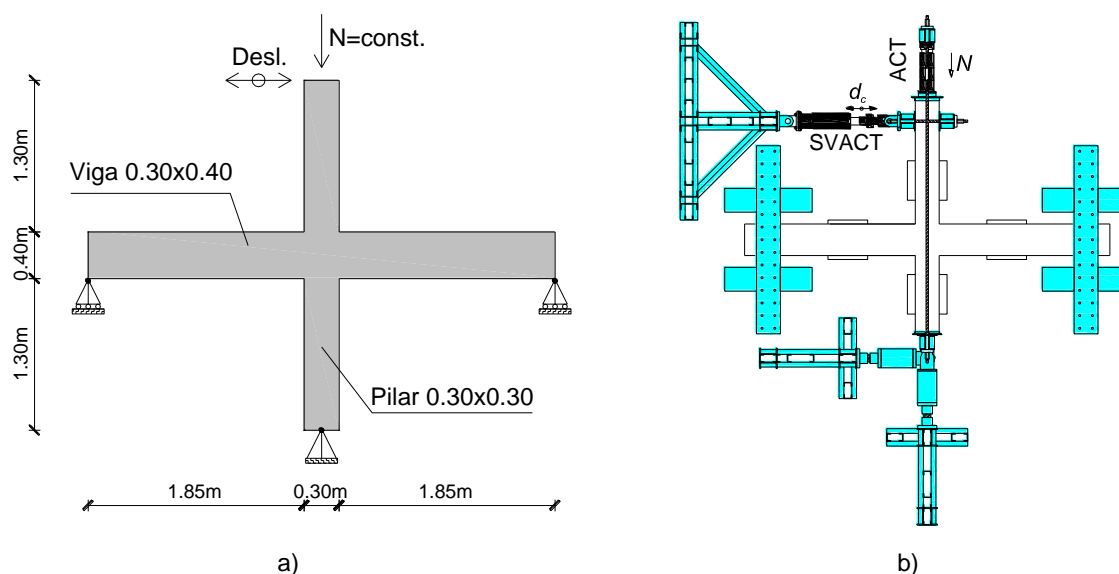 N=const.
Desl.
1.30m
Viga 0.30x0.40
0.40m
1.30m
Pilar 0.30x0.30
1.85m 0.30m 1.85m
a)
ACT
N
d_c
SVACT
b)